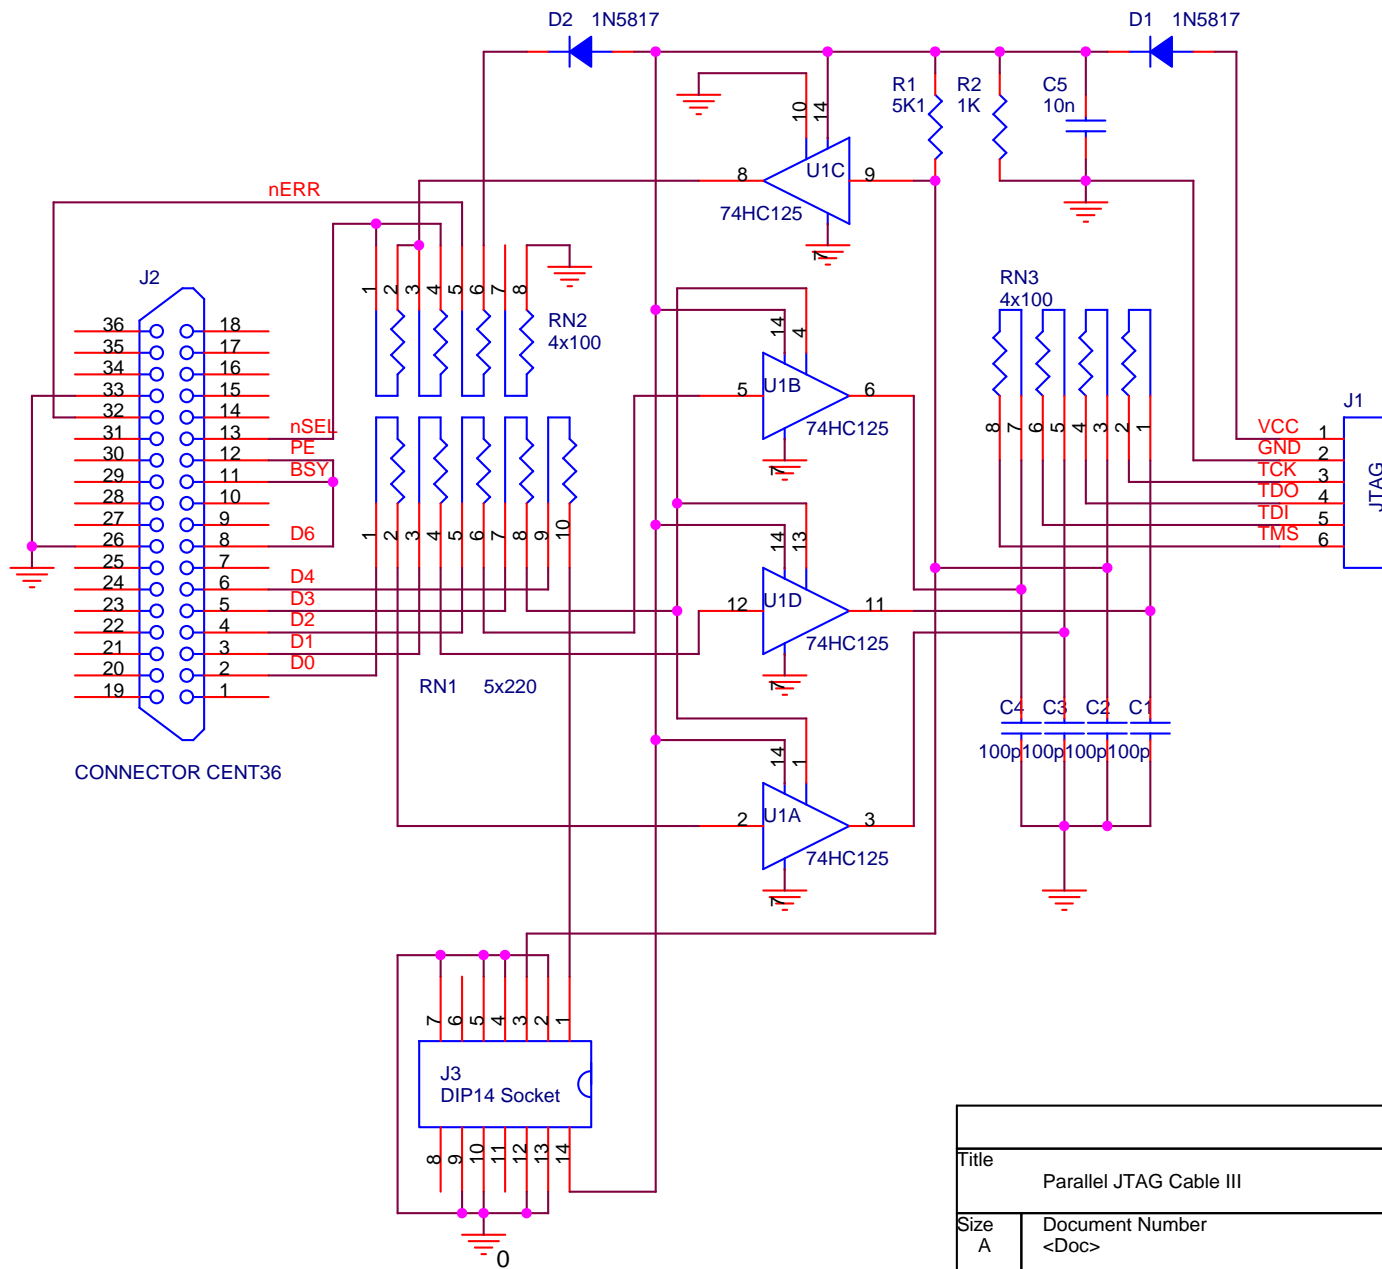 D2 1N5817
D1 1N5817
R1
5K1
R2
1K
C5
10n
10
14
U1C
8
9
74HC125
7
nERR
J2
1
2
3
4
5
6
7
8
RN2
4x100
RN3
4x100
36
35
34
33
32
31
30
29
28
27
26
25
24
23
22
21
20
19
18
17
16
15
14
13
12
11
10
9
8
7
6
5
4
3
2
1
nSEL
PE
BSY
D6
D4
D3
D2
D1
D0
CONNECTOR CENT36
1
2
3
4
5
6
7
8
9
10
RN1 5x220
14
4
U1B
5
6
74HC125
7
14
13
U1D
12
11
74HC125
7
14
1
U1A
2
3
74HC125
7
8
7
6
5
4
3
2
1
J1
VCC 1
GND 2
TCK 3
TDO 4
TDI 5
TMS 6
JTAG
C4
C3
C2
C1
100p
100p
100p
100p
7
6
5
4
3
2
1
J3
DIP14 Socket
8
9
10
11
12
13
14
0
Title
Parallel JTAG Cable III
Size
A
Document Number
<Doc>